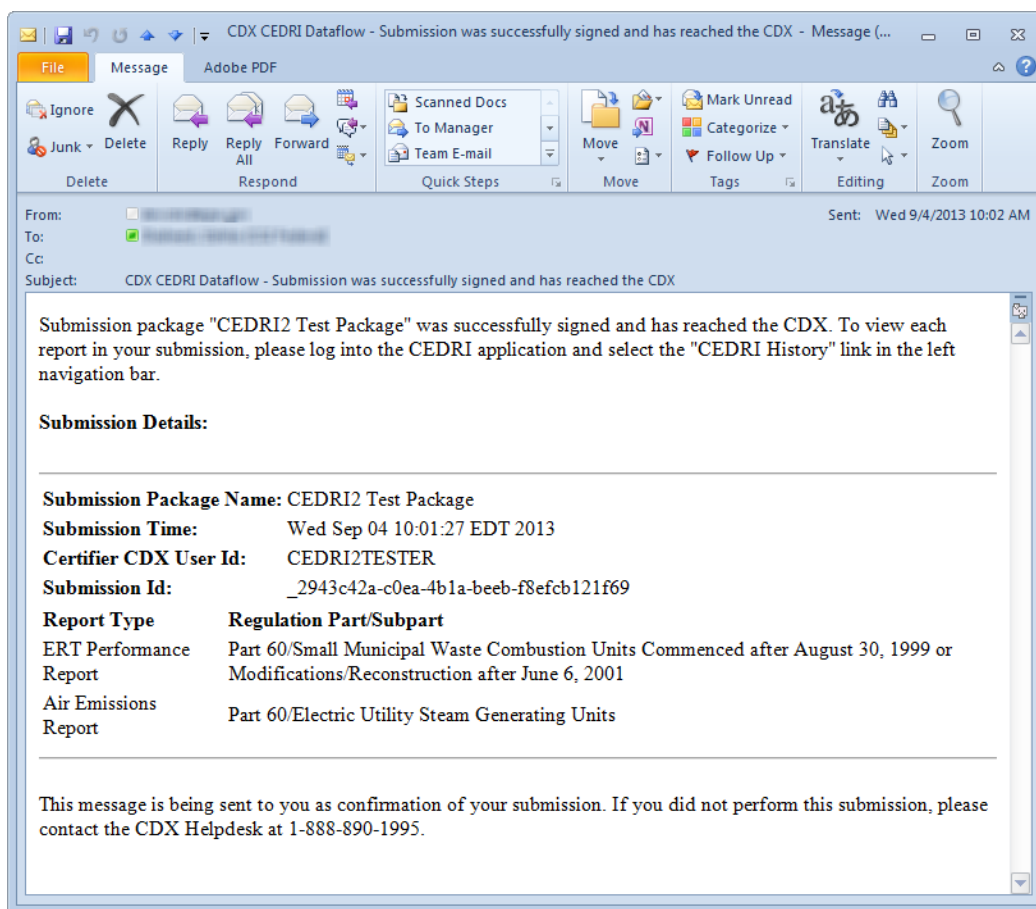 CDX CEDRI Dataflow - Submission was successfully signed and has reached the CDX - Message (...
File Message Adobe PDF
Ignore
Junk
Delete
Reply
Reply All
Forward
Scanned Docs
To Manager
Team E-mail
Move
Mark Unread
Categorize
Follow Up
Translate
Zoom
Delete Respond Quick Steps Move Tags Editing Zoom
From:
Sent: Wed 9/4/2013 10:02 AM
To:
Cc:
Subject: CDX CEDRI Dataflow - Submission was successfully signed and has reached the CDX
Submission package "CEDRI2 Test Package" was successfully signed and has reached the CDX. To view each
report in your submission, please log into the CEDRI application and select the "CEDRI History" link in the left
navigation bar.
Submission Details:
Submission Package Name: CEDRI2 Test Package
Submission Time: Wed Sep 04 10:01:27 EDT 2013
Certifier CDX User Id: CEDRI2TESTER
Submission Id: _2943c42a-c0ea-4b1a-beeb-f8efcb121f69
Report Type Regulation Part/Subpart
ERT Performance Report
Part 60/Small Municipal Waste Combustion Units Commenced after August 30, 1999 or
Modifications/Reconstruction after June 6, 2001
Air Emissions Report
Part 60/Electric Utility Steam Generating Units
This message is being sent to you as confirmation of your submission. If you did not perform this submission, please
contact the CDX Helpdesk at 1-888-890-1995.